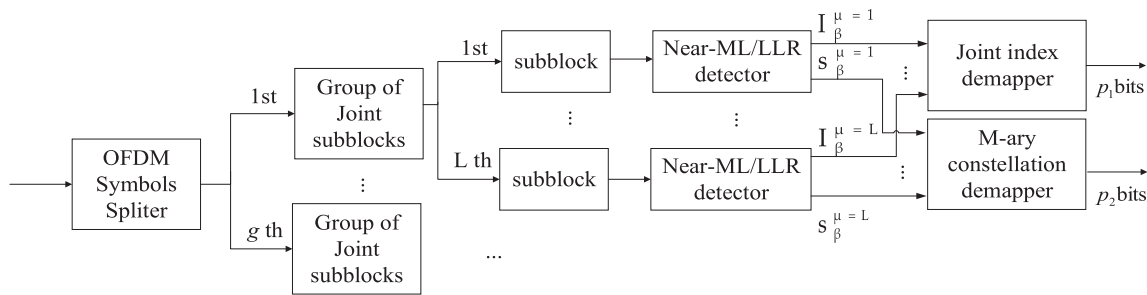 OFDM
Symbols
Spliter
1st
g th
Group of
Joint
subblocks
⋮
Group of
Joint
subblocks
1st
L th
subblock
⋮
subblock
...
Near-ML/LLR
detector
⋮
Near-ML/LLR
detector
I β μ = 1
s β μ = 1
⋮
I β μ = L
⋮
s β μ = L
Joint index
demapper
M-ary
constellation
demapper
p₁bits
p₂bits